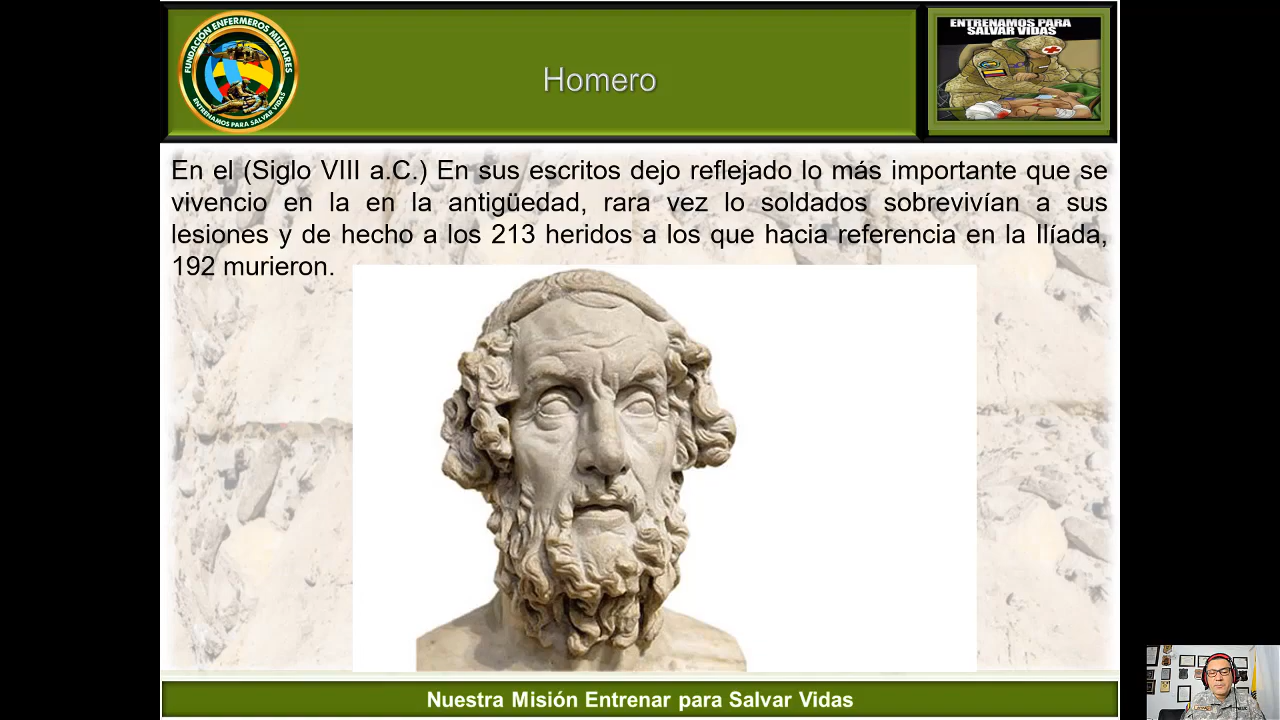 FUNDACIÓN ENFERMEROS MILITARES
ENTRENAMOS PARA SALVAR VIDAS
Homero
ENTRENAMOS PARA
SALVAR VIDAS
En el (Siglo VIII a.C.) En sus escritos dejo reflejado lo más importante que se
vivencio en la en la antigüedad, rara vez lo soldados sobrevivían a sus
lesiones y de hecho a los 213 heridos a los que hacia referencia en la Ilíada,
192 murieron.
Nuestra Misión Entrenar para Salvar Vidas